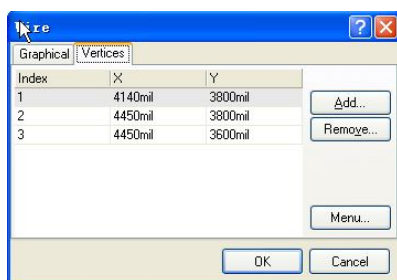 Wire
Graphical Vertices
Index X Y
1 4140mil 3800mil
2 4450mil 3800mil
3 4450mil 3600mil
Add...
Remove...
Menu...
OK Cancel